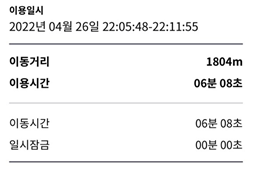 이용일시
2022년 04월 26일 22:05:48-22:11:55
이동거리 1804m
이용시간 06분 08초
이동시간 06분 08초
일시잠금 00분 00초